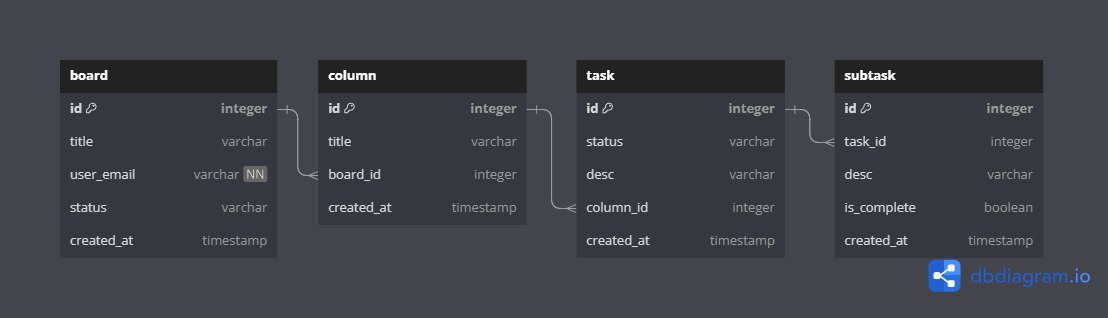 board
id integer
title varchar
user_email varchar NN
status varchar
created_at timestamp
column
id integer
title varchar
board_id integer
created_at timestamp
task
id integer
status varchar
desc varchar
column_id integer
created_at timestamp
subtask
id integer
task_id integer
desc varchar
is_complete boolean
created_at timestamp
dbdiagram.io